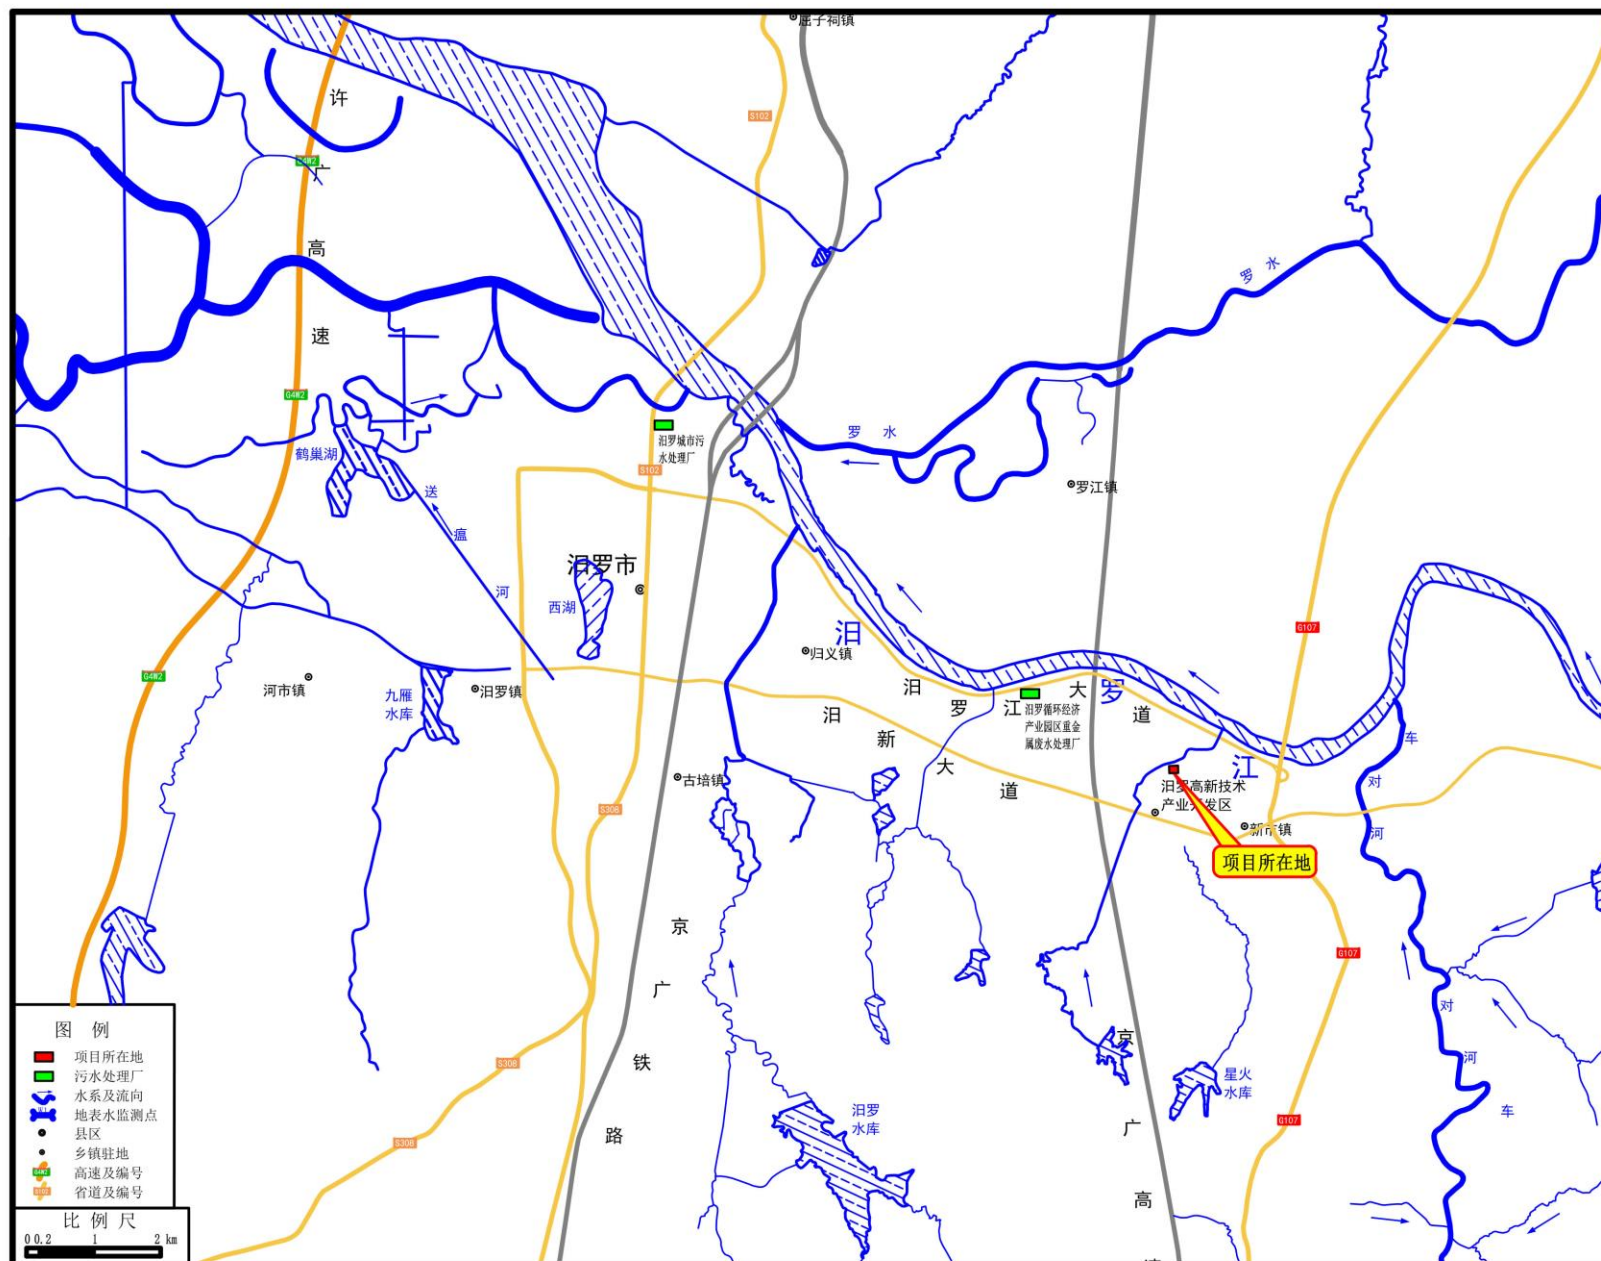 屈子祠镇
许
S102
G4W2
广
高
罗水
速
G4W2
汨罗城市污
水处理厂
罗水
鹤巢湖
S102
送
罗江镇
瘟
汨罗市
河
西湖
G107
汨
归义镇
G4W2
河市镇
九雁
水库
汨罗镇
汨
罗
江
大
道
罗
汨罗循环经济
产业园区重金
属废水处理厂
汨
新
大
道
车
江
对
河
古培镇
汨罗高新技术
产业开发区
S308
新市镇
项目所在地
京
G107
广
对
河
车
京
铁
S308
星火
水库
汨罗
水库
G107
路
S308
广
高
图例
项目所在地
污水处理厂
水系及流向
地表水监测点
县区
乡镇驻地
G4W2
高速及编号
省道及编号
比例尺
0 0.2 1 2 km